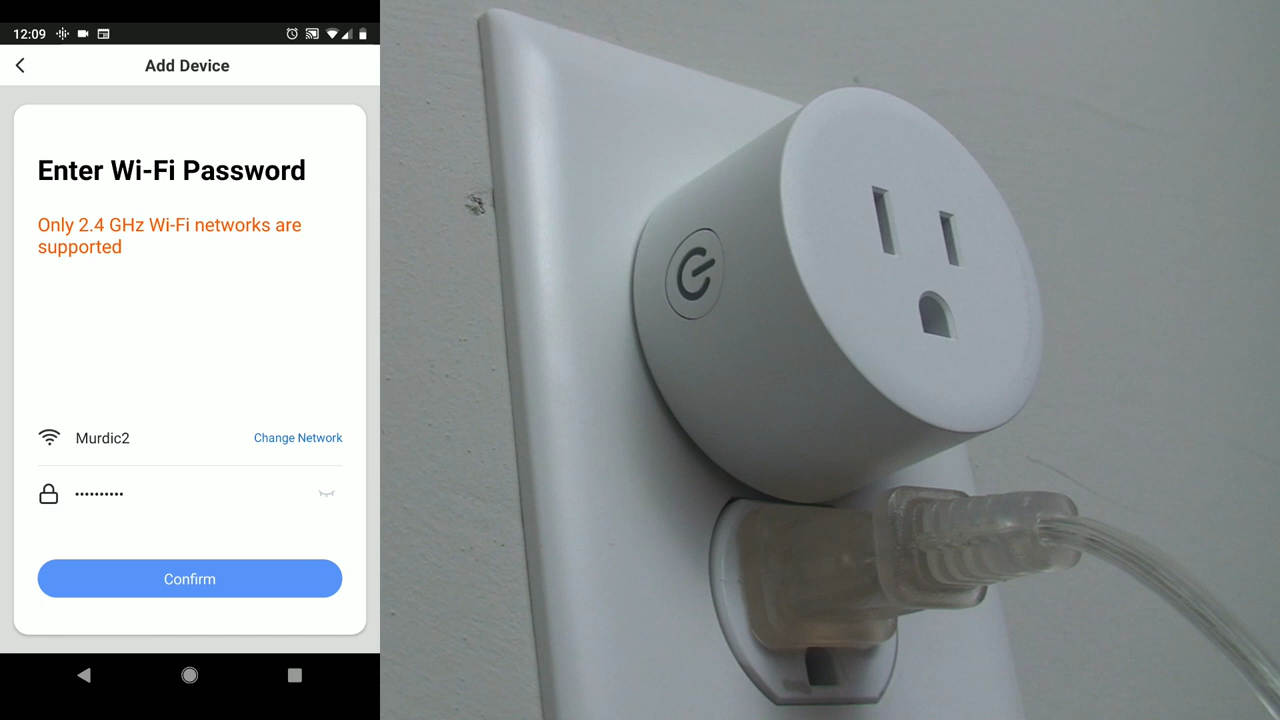 12:09
Add Device
Enter Wi-Fi Password
Only 2.4 GHz Wi-Fi networks are
supported
Murdic2
Change Network
••••••••••
Confirm